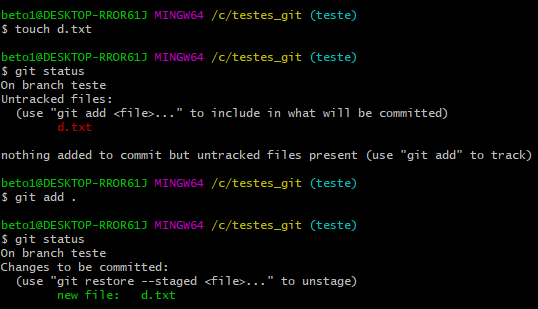 beto1@DESKTOP-RROR61J MINGW64 /c/testes_git (teste)
$ touch d.txt
beto1@DESKTOP-RROR61J MINGW64 /c/testes_git (teste)
$ git status
On branch teste
Untracked files:
  (use "git add <file>..." to include in what will be committed)
        d.txt
nothing added to commit but untracked files present (use "git add" to track)
beto1@DESKTOP-RROR61J MINGW64 /c/testes_git (teste)
$ git add .
beto1@DESKTOP-RROR61J MINGW64 /c/testes_git (teste)
$ git status
On branch teste
Changes to be committed:
  (use "git restore --staged <file>..." to unstage)
        new file:   d.txt